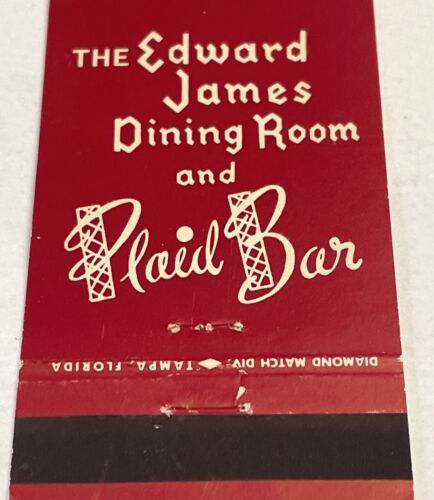 THE Edward
James
Dining Room
and
Plaid Bar
DIAMOND MATCH DIV. TAMPA, FLORIDA